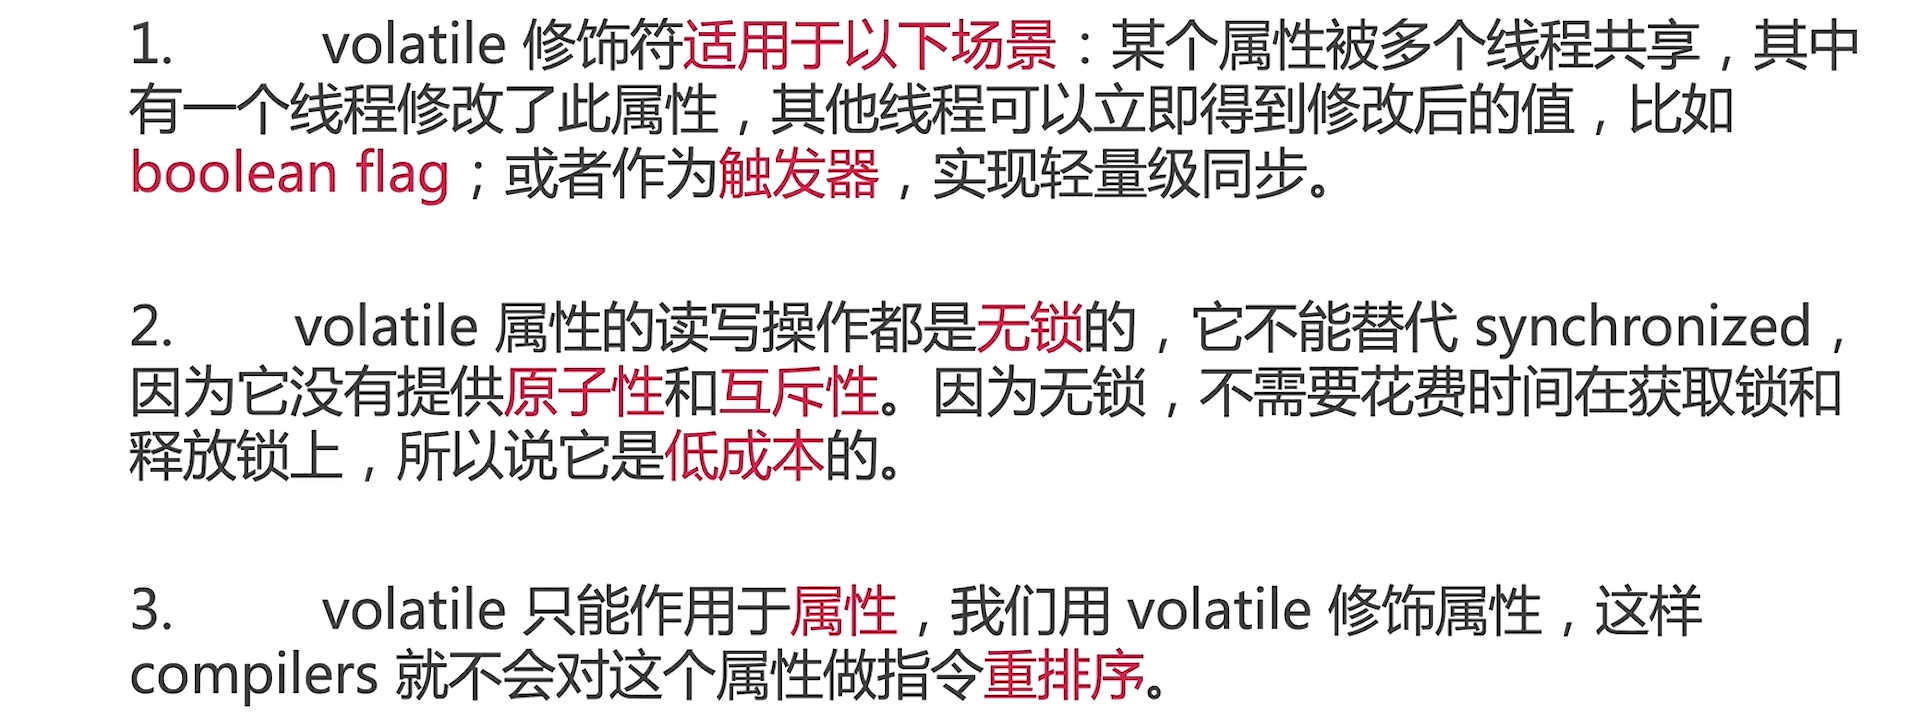 1. volatile 修饰符适用于以下场景：某个属性被多个线程共享，其中
有一个线程修改了此属性，其他线程可以立即得到修改后的值，比如
boolean flag；或者作为触发器，实现轻量级同步。
2. volatile 属性的读写操作都是无锁的，它不能替代 synchronized，
因为它没有提供原子性和互斥性。因为无锁，不需要花费时间在获取锁和
释放锁上，所以说它是低成本的。
3. volatile 只能作用于属性，我们用 volatile 修饰属性，这样
compilers 就不会对这个属性做指令重排序。